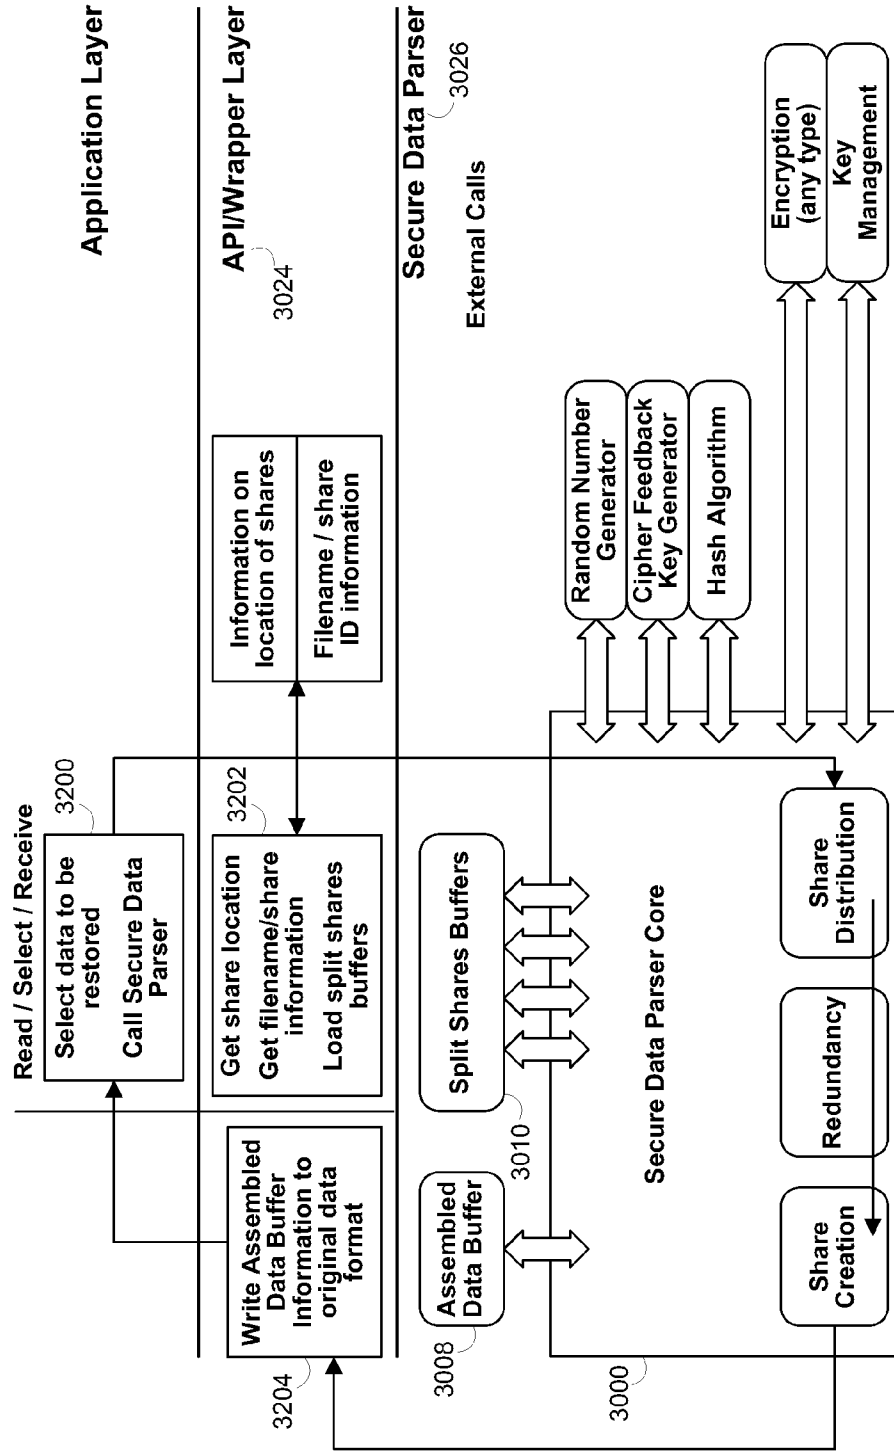 Application Layer
Read / Select / Receive
3200
Select data to be
restored
Call Secure Data
Parser
API/Wrapper Layer
3024
3204
Write Assembled
Data Buffer
Information to
original data
format
3202
Get share location
Get filename/share
information
Load split shares
buffers
Information on
location of shares
Filename / share
ID information
Secure Data Parser
3026
External Calls
3008
Assembled
Data Buffer
3010
Split Shares Buffers
3000
Secure Data Parser Core
Share
Creation
Redundancy
Share
Distribution
Random Number
Generator
Cipher Feedback
Key Generator
Hash Algorithm
Encryption
(any type)
Key
Management